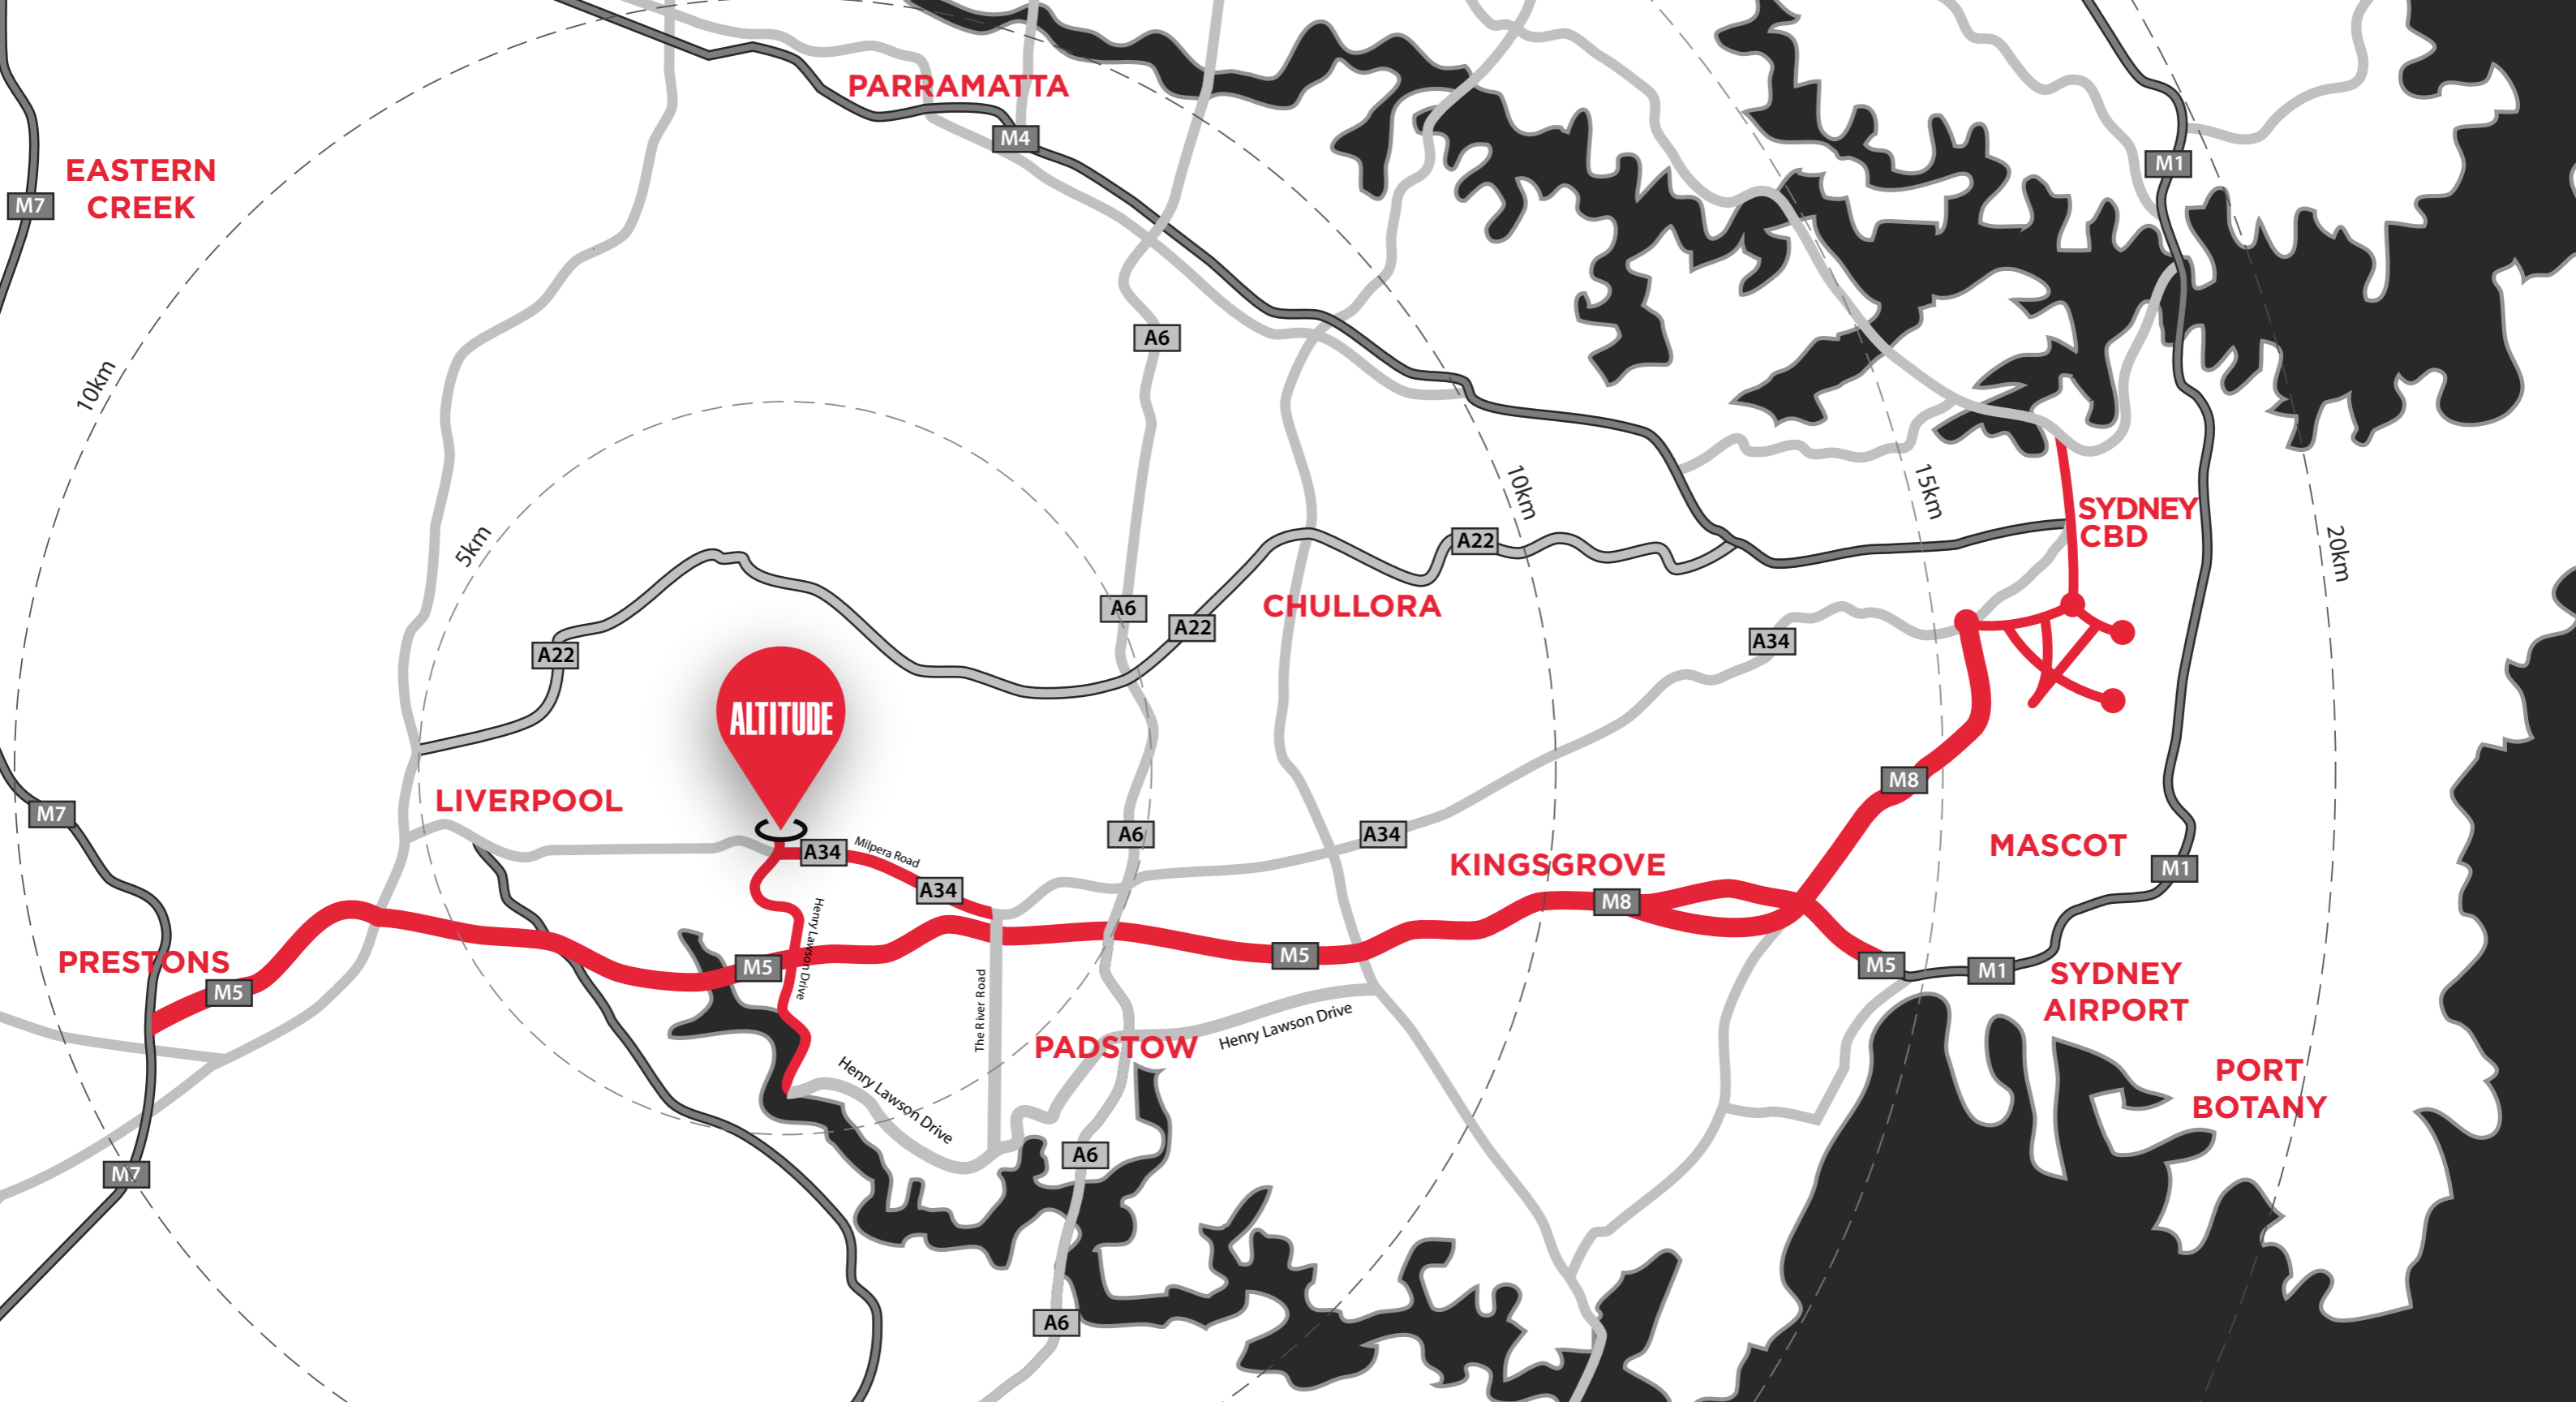 PARRAMATTA
M4
M1
EASTERN
CREEK
M7
A6
10km
5km
10km
15km
20km
SYDNEY
CBD
A22
A6
CHULLORA
A22
A22
A34
ALTITUDE
M8
LIVERPOOL
M7
A34
Milpera Road
A6
A34
MASCOT
KINGSGROVE
M1
A34
M8
Henry Lawson Drive
PRESTONS
M5
M5
M5
M5
M1
SYDNEY
AIRPORT
The River Road
Henry Lawson Drive
PADSTOW
Henry Lawson Drive
PORT
BOTANY
M7
A6
A6